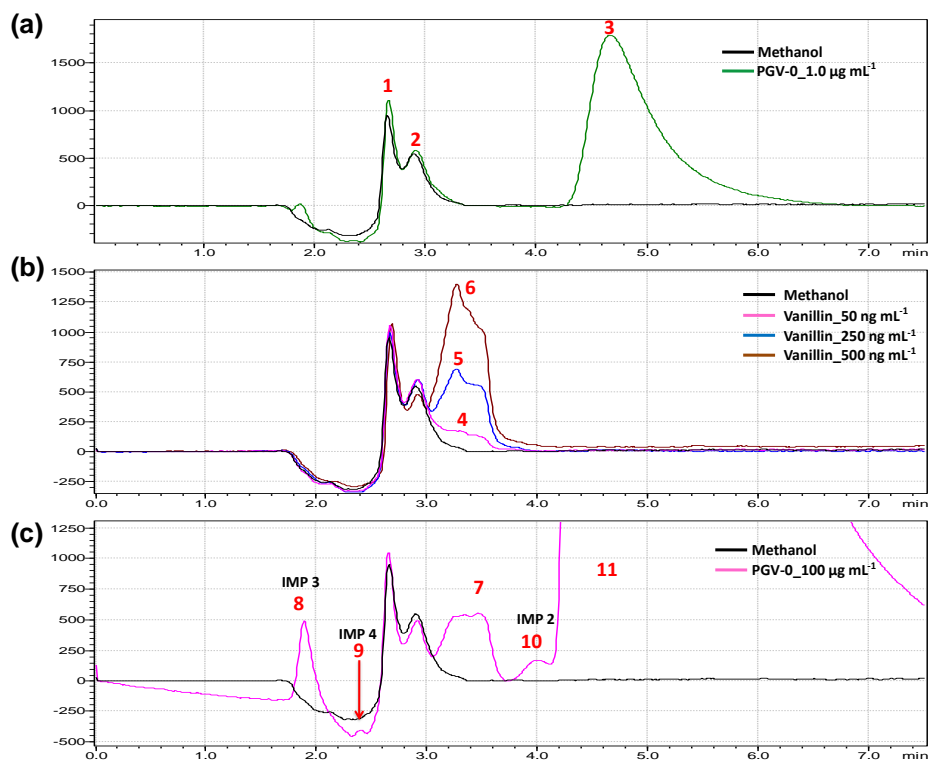 (a)
3
1500
Methanol
PGV-0_1.0 µg mL-1
1
1000
2
500
0
1.0 2.0 3.0 4.0 5.0 6.0 7.0 min
(b)
1500
6
1250
Methanol
Vanillin_50 ng mL-1
1000
Vanillin_250 ng mL-1
750
5
Vanillin_500 ng mL-1
500
4
250
0
-250
0.0 1.0 2.0 3.0 4.0 5.0 6.0 7.0 min
(c)
1250
Methanol
1000
PGV-0_100 µg mL-1
11
750
IMP 3
7
8
500
IMP 4
IMP 2
9
10
250
0
-250
-500
0.0 1.0 2.0 3.0 4.0 5.0 6.0 7.0 min